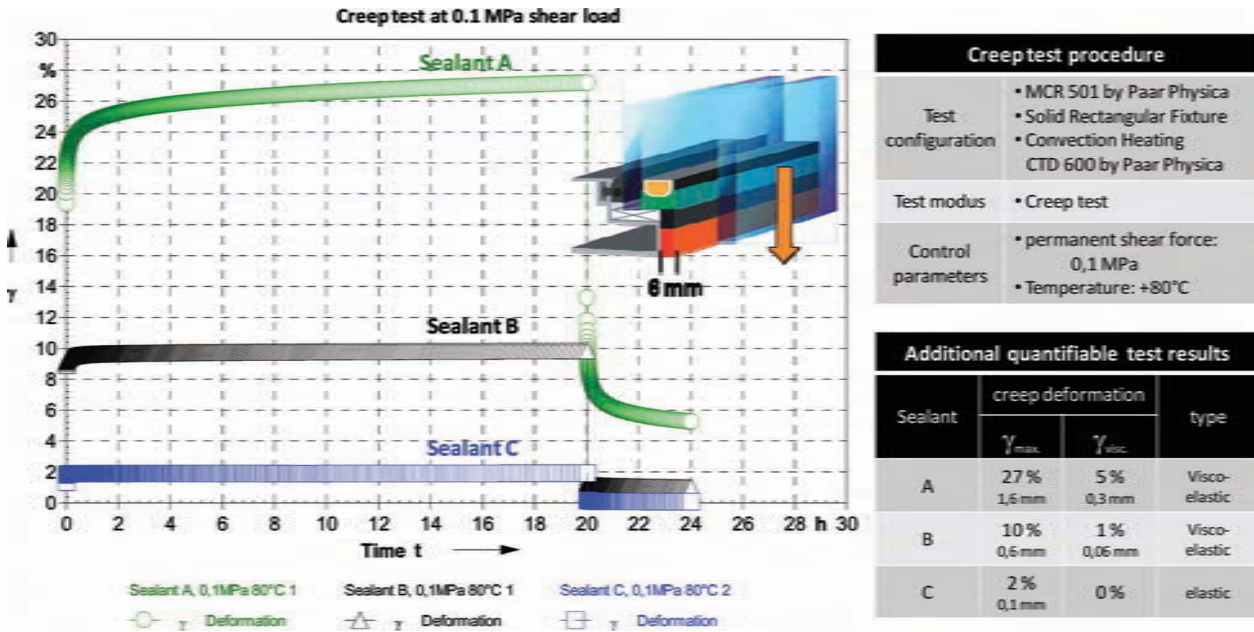 Creep test at 0.1 MPa shear load
30
%
26
24
22
20
18
16
14
12
10
8
6
4
2
0
γ
Sealant A
Sealant B
Sealant C
6 mm
0 2 4 6 8 10 12 14 16 18 20 22 24 26 28 h 30
Time t
Sealant A, 0,1MPa 80°C 1 Sealant B, 0,1MPa 80°C 1 Sealant C, 0,1MPa 80°C 2
γ Deformation γ Deformation γ Deformation
Creep test procedure
Test configuration
• MCR 501 by Paar Physica
• Solid Rectangular Fixture
• Convection Heating
CTD 600 by Paar Physica
Test modus • Creep test
Control parameters
• permanent shear force:
0,1 MPa
• Temperature: +80°C
Additional quantifiable test results
Sealant creep deformation type
γmax. γvisc.
A 27 % 5 % Visco-
1,6 mm 0,3 mm elastic
B 10 % 1 % Visco-
0,6 mm 0,06 mm elastic
C 2 % 0 % elastic
0,1 mm